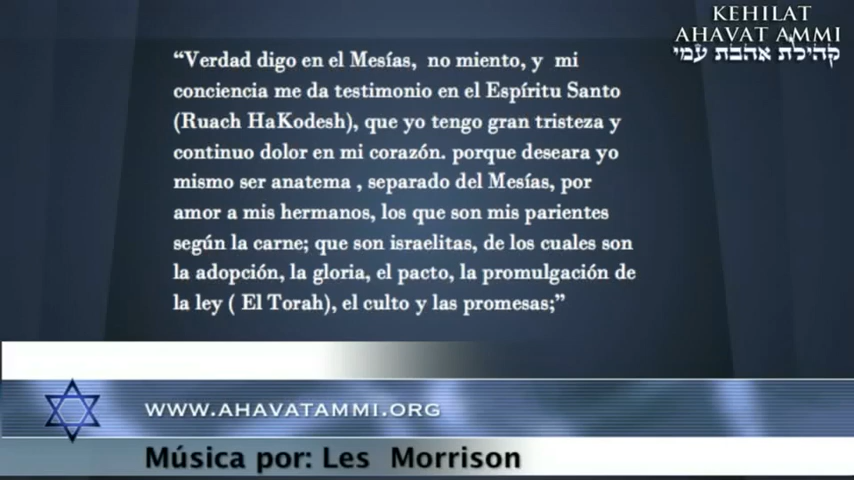 KEHILAT
AHAVAT AMMI
קהילת אהבת עמי
“Verdad digo en el Mesías, no miento, y mi
conciencia me da testimonio en el Espíritu Santo
(Ruach HaKodesh), que yo tengo gran tristeza y
continuo dolor en mi corazón. porque deseara yo
mismo ser anatema , separado del Mesías, por
amor a mis hermanos, los que son mis parientes
según la carne; que son israelitas, de los cuales son
la adopción, la gloria, el pacto, la promulgación de
la ley ( El Torah), el culto y las promesas;”
WWW.AHAVATAMMI.ORG
Música por: Les Morrison